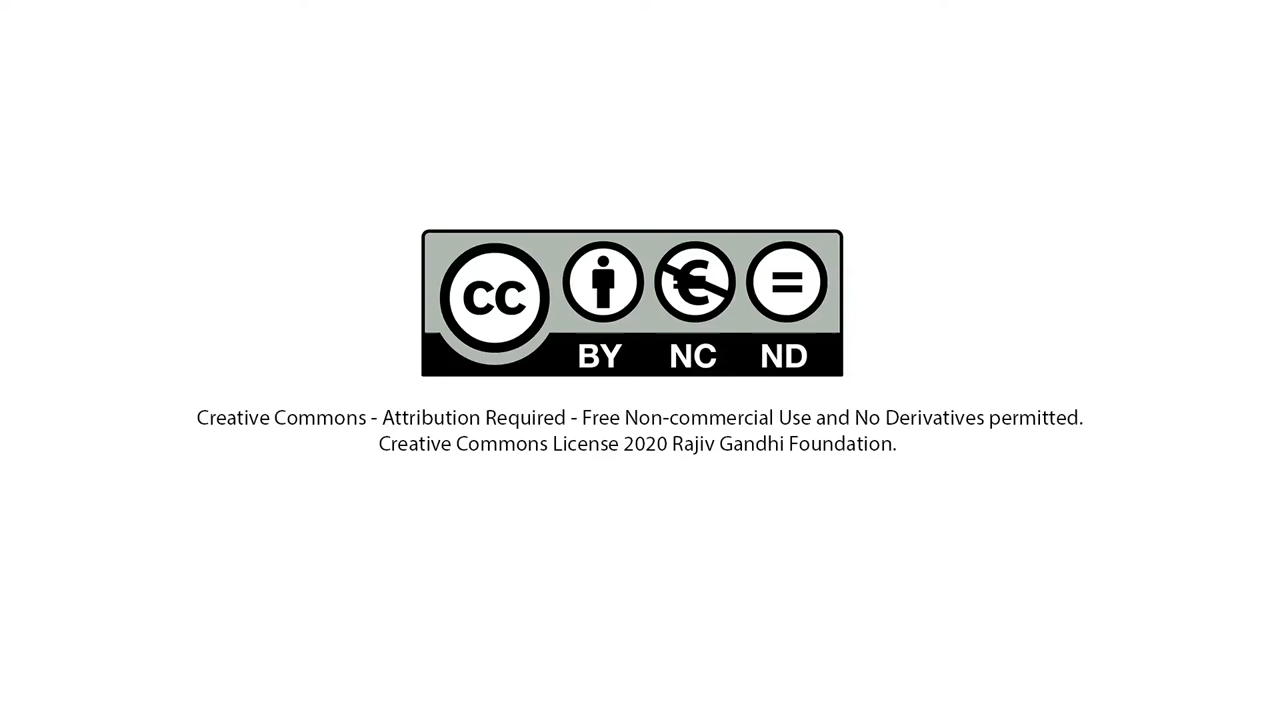 cc
BY NC ND
Creative Commons - Attribution Required - Free Non-commercial Use and No Derivatives permitted.
Creative Commons License 2020 Rajiv Gandhi Foundation.